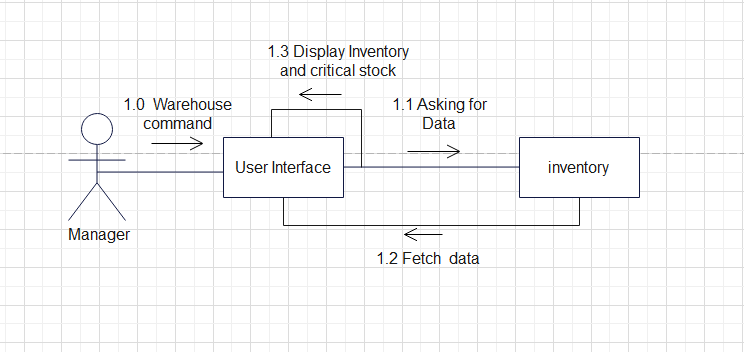 1.3 Display Inventory
and critical stock
1.0 Warehouse
command
1.1 Asking for
Data
User Interface
inventory
Manager
1.2 Fetch data